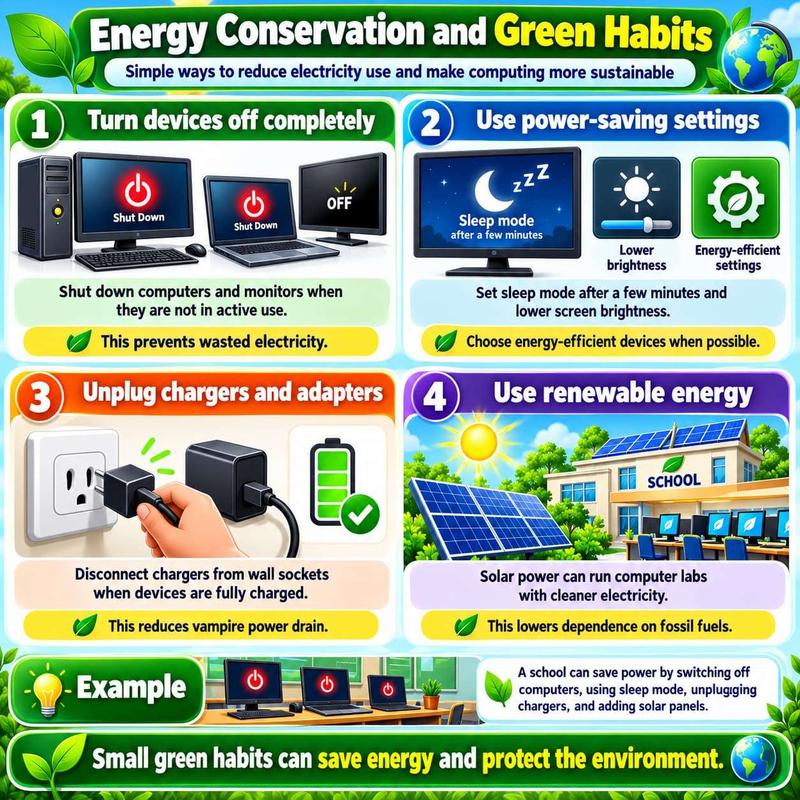 Energy Conservation and Green Habits
Simple ways to reduce electricity use and make computing more sustainable
1 Turn devices off completely
Shut Down
Shut Down
OFF
Shut down computers and monitors when
they are not in active use.
This prevents wasted electricity.
2 Use power-saving settings
zzZ
Sleep mode
after a few minutes
Lower
brightness
Energy-efficient
settings
Set sleep mode after a few minutes and
lower screen brightness.
Choose energy-efficient devices when possible.
3 Unplug chargers and adapters
Disconnect chargers from wall sockets
when devices are fully charged.
This reduces vampire power drain.
4 Use renewable energy
SCHOOL
Solar power can run computer labs
with cleaner electricity.
This lowers dependence on fossil fuels.
Example
A school can save power by switching off
computers, using sleep mode, unplugging
chargers, and adding solar panels.
Small green habits can save energy and protect the environment.